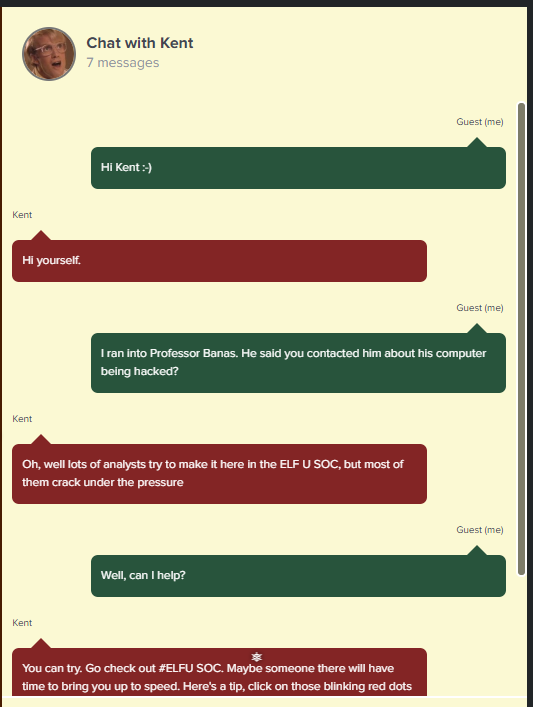 Chat with Kent
7 messages
Guest (me)
Hi Kent :-)
Kent
Hi yourself.
Guest (me)
I ran into Professor Banas. He said you contacted him about his computer
being hacked?
Kent
Oh, well lots of analysts try to make it here in the ELF U SOC, but most of
them crack under the pressure
Guest (me)
Well, can I help?
Kent
You can try. Go check out #ELFU SOC. Maybe someone there will have
time to bring you up to speed. Here's a tip, click on those blinking red dots